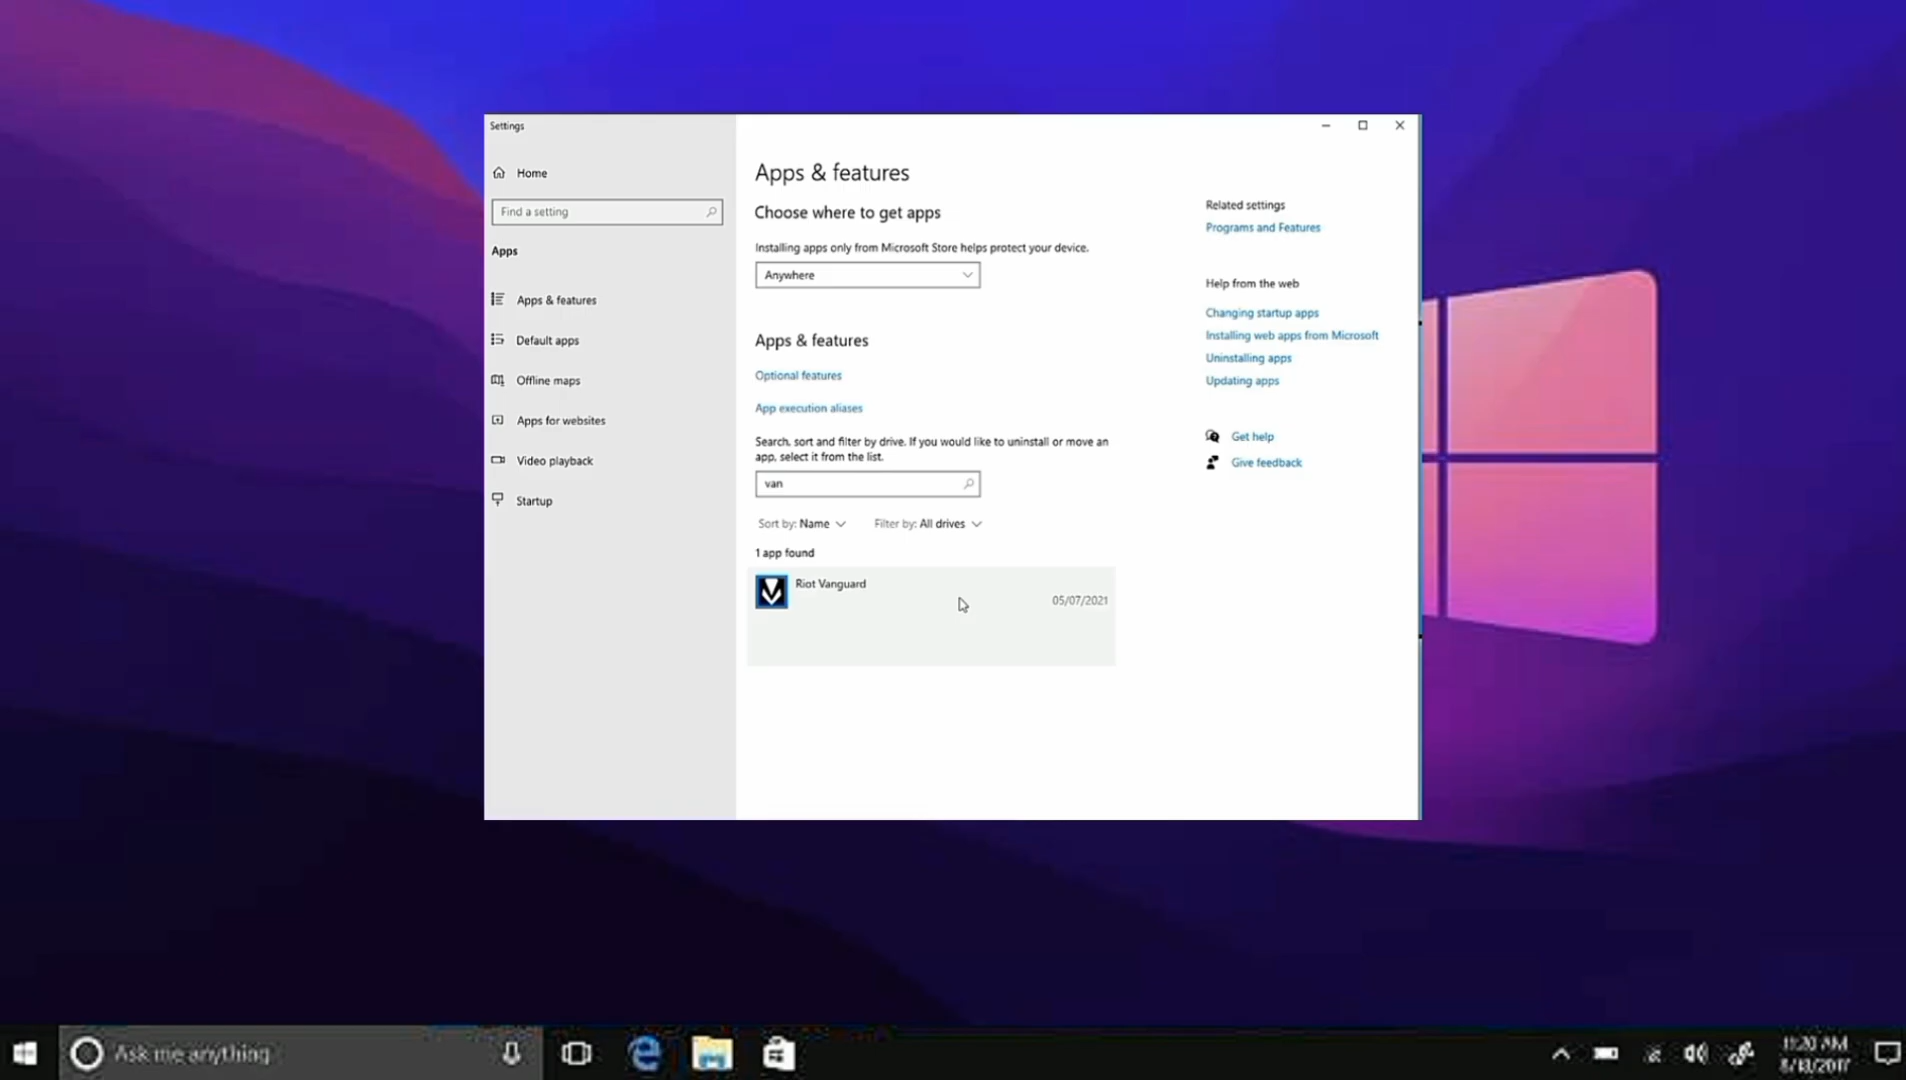 Settings
Home
Find a setting
Apps
Apps & features
Default apps
Offline maps
Apps for websites
Video playback
Startup
Apps & features
Choose where to get apps
Installing apps only from Microsoft Store helps protect your device.
Anywhere
Apps & features
Optional features
App execution aliases
Search, sort and filter by drive. If you would like to uninstall or move an
app, select it from the list.
van
Sort by: Name
Filter by: All drives
1 app found
Riot Vanguard
05/07/2021
Related settings
Programs and Features
Help from the web
Changing startup apps
Installing web apps from Microsoft
Uninstalling apps
Updating apps
Get help
Give feedback
Ask me anything
11:20 AM